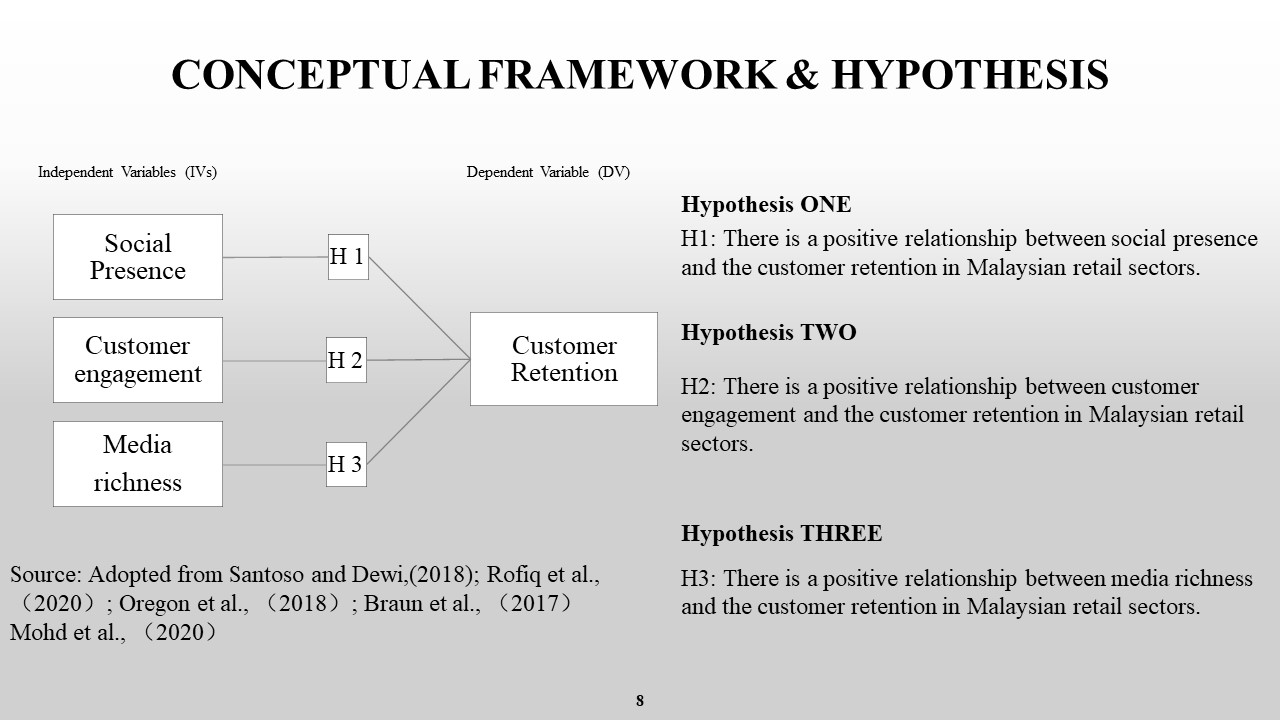 CONCEPTUAL FRAMEWORK & HYPOTHESIS
Independent Variables (IVs)
Dependent Variable (DV)
Social
Presence
H 1
Customer
engagement
H 2
Customer
Retention
Media
richness
H 3
Source: Adopted from Santoso and Dewi,(2018); Rofiq et al.,
（2020）; Oregon et al., （2018）; Braun et al., （2017）
Mohd et al., （2020）
Hypothesis ONE
H1: There is a positive relationship between social presence
and the customer retention in Malaysian retail sectors.
Hypothesis TWO
H2: There is a positive relationship between customer
engagement and the customer retention in Malaysian retail
sectors.
Hypothesis THREE
H3: There is a positive relationship between media richness
and the customer retention in Malaysian retail sectors.
8